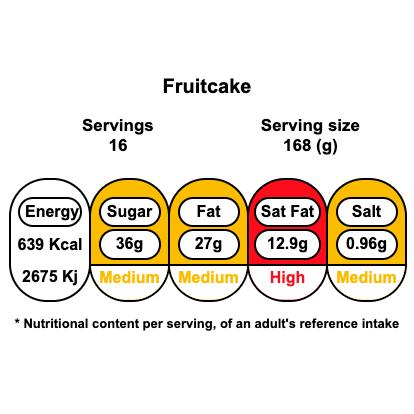 Fruitcake
Servings
16
Serving size
168 (g)
Energy Sugar Fat Sat Fat Salt
639 Kcal 36g 27g 12.9g 0.96g
2675 Kj Medium Medium High Medium
* Nutritional content per serving, of an adult's reference intake